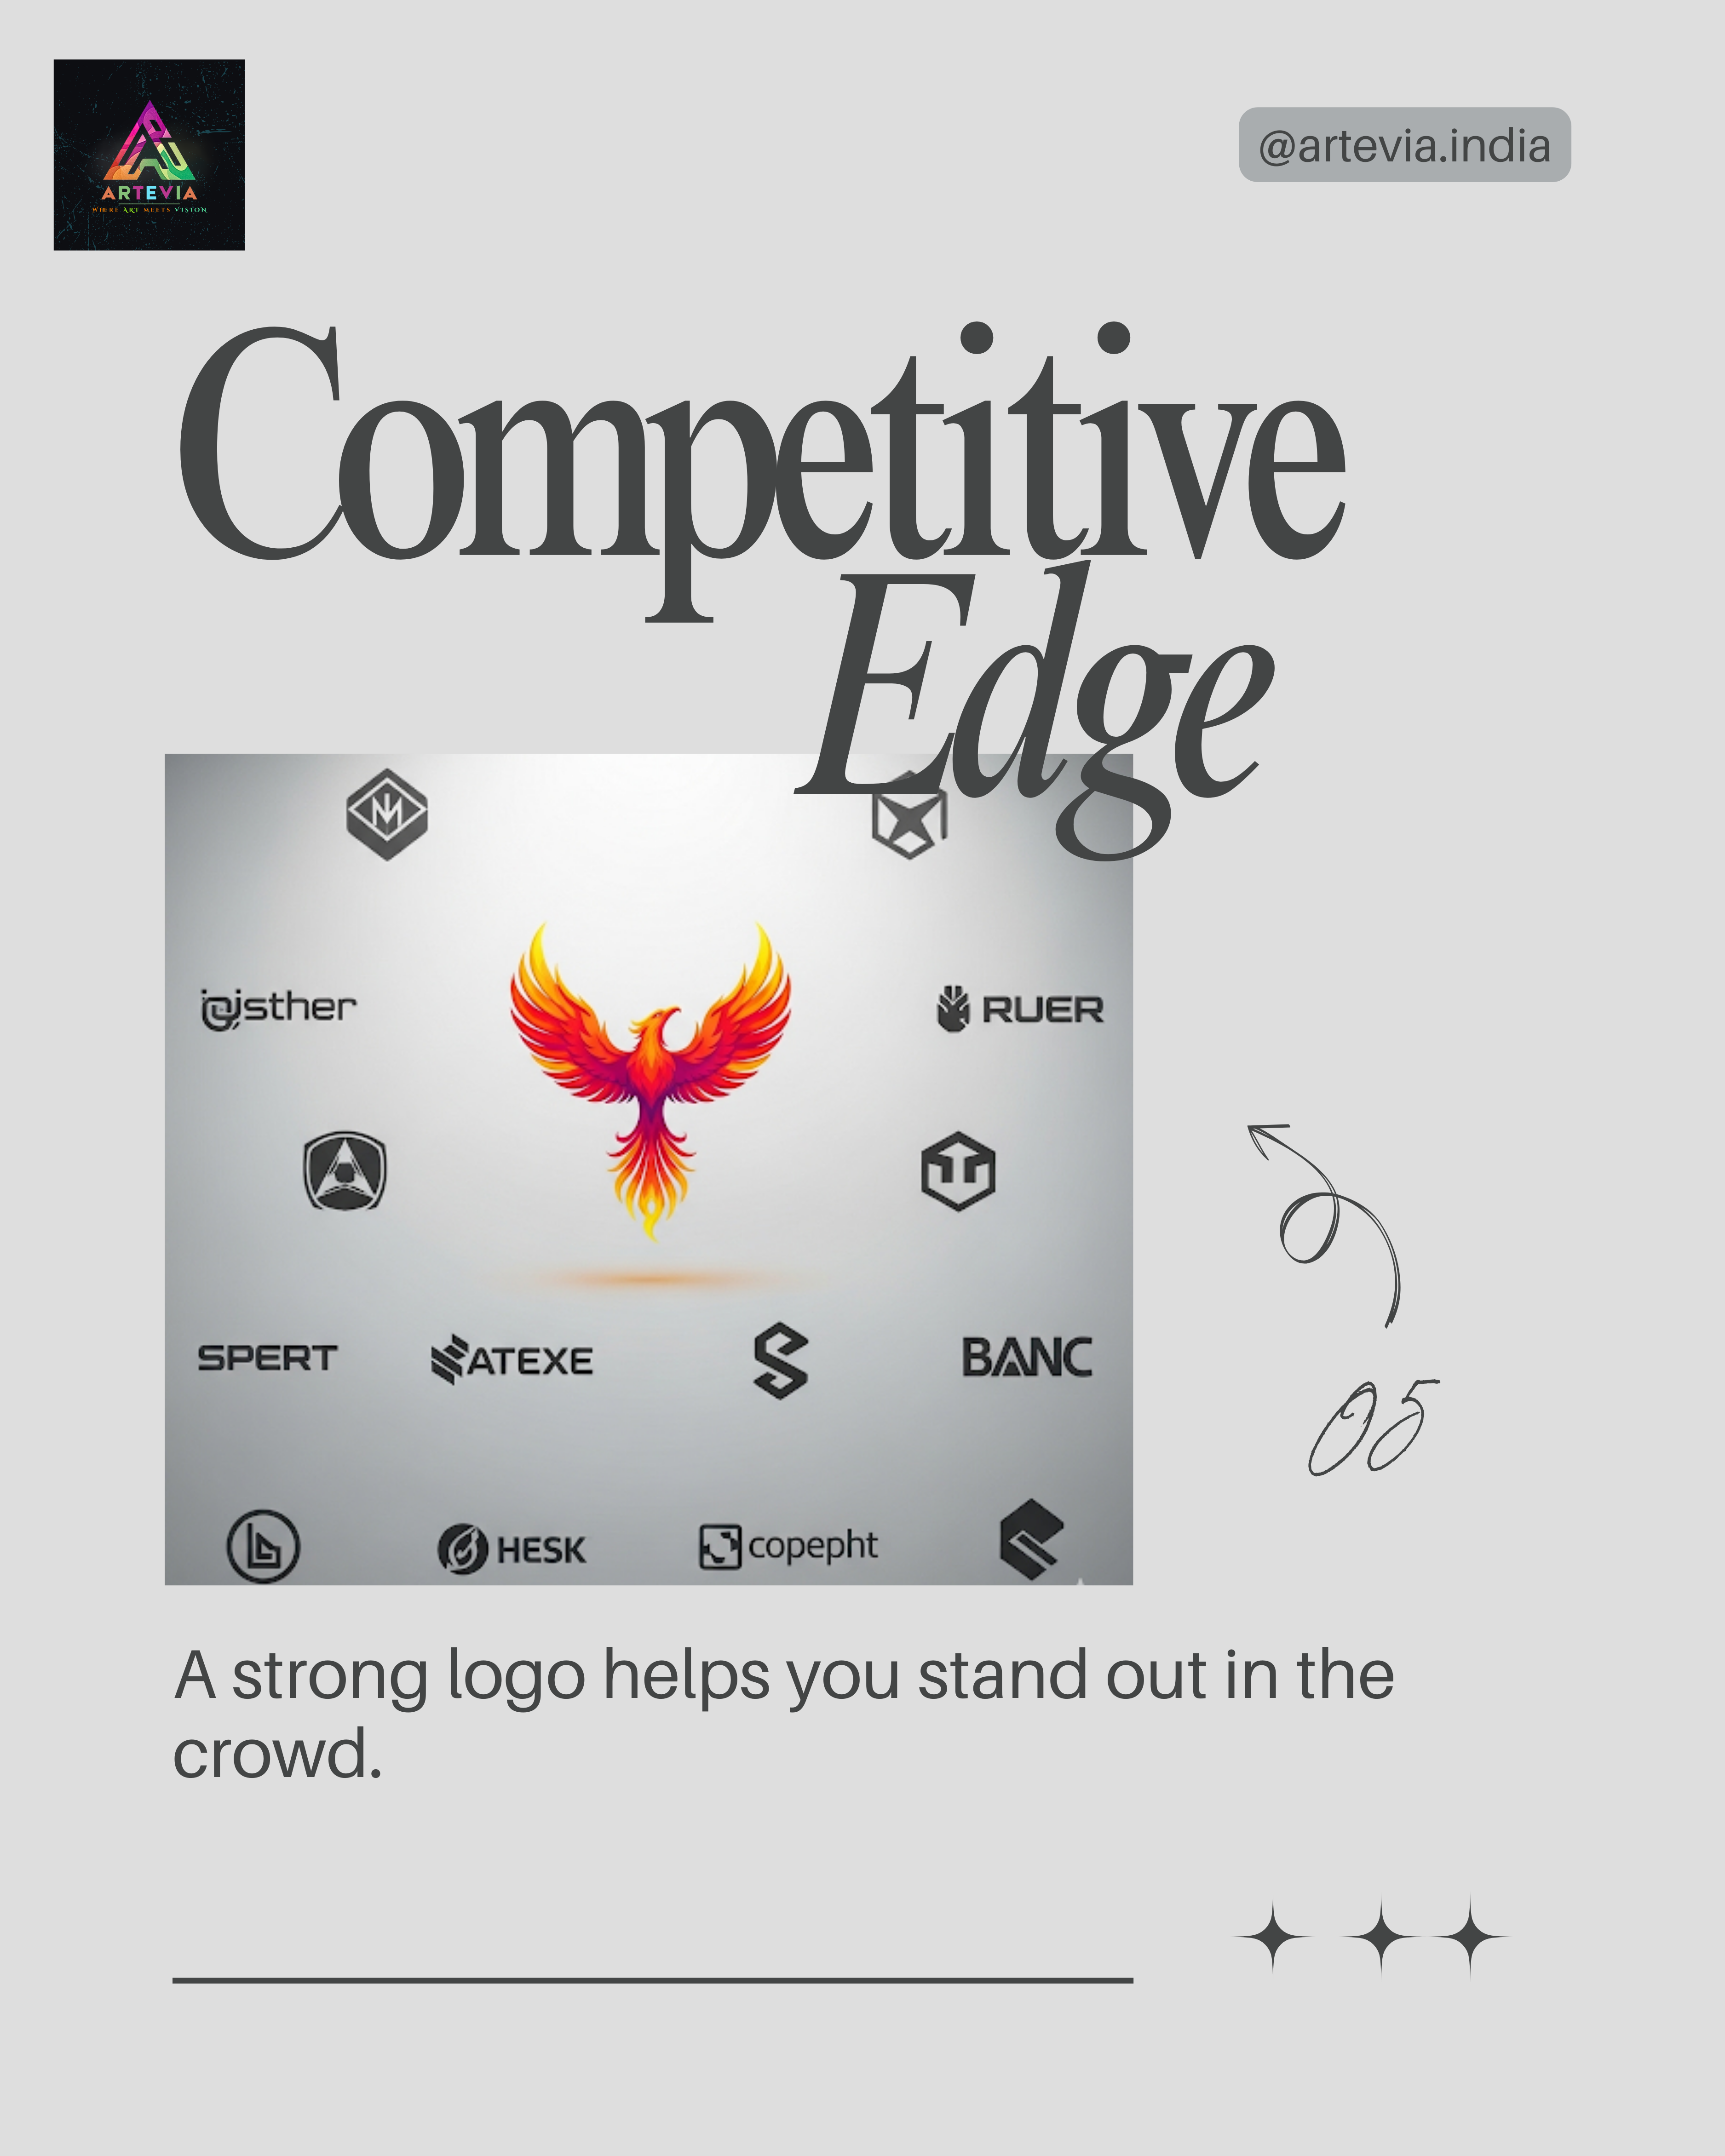 ARTEVIA
WHERE ART MEETS VISION
@artevia.india
Competitive
Edge
sther
RUER
SPERT
ATEXE
BANC
HESK
copepht
05
A strong logo helps you stand out in the
crowd.